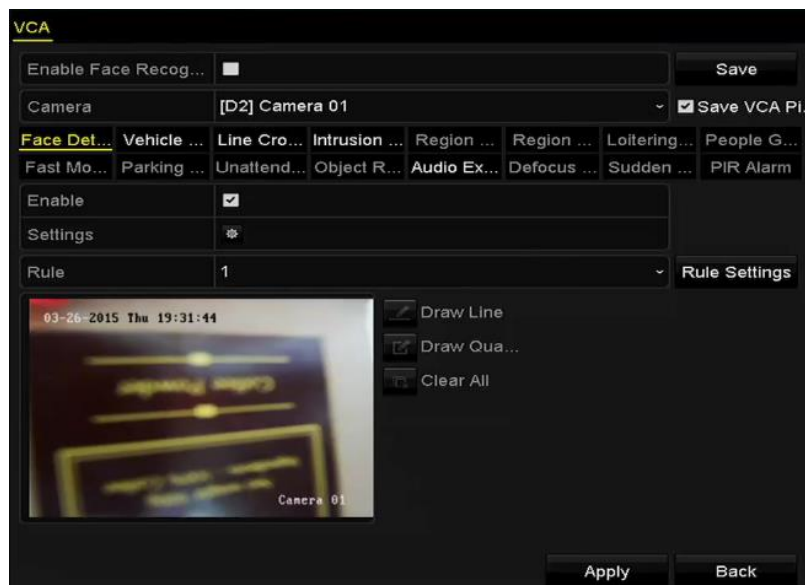 VCA
Enable Face Recog... Save
Camera [D2] Camera 01 Save VCA Pi.
Face Det... Vehicle ... Line Cro... Intrusion ... Region ... Region ... Loitering... People G...
Fast Mo... Parking ... Unattend... Object R... Audio Ex... Defocus ... Sudden ... PIR Alarm
Enable
Settings
Rule 1 Rule Settings
03-26-2015 Thu 19:31:44
Draw Line
Draw Qua...
Clear All
Camera 01
Apply Back